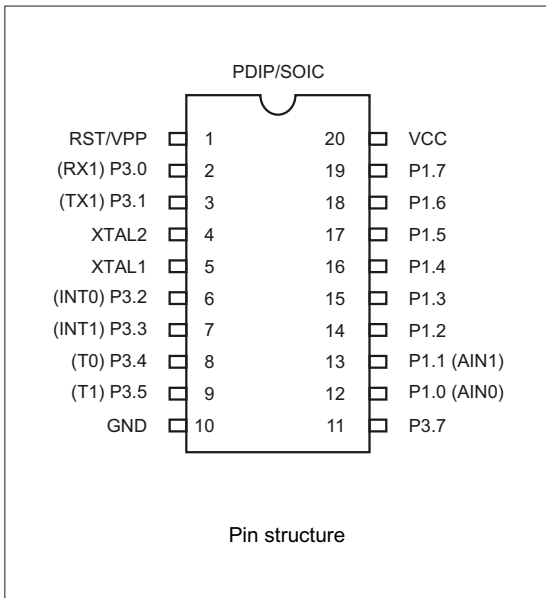 PDIP/SOIC
RST/VPP 1 20 VCC
(RX1) P3.0 2 19 P1.7
(TX1) P3.1 3 18 P1.6
XTAL2 4 17 P1.5
XTAL1 5 16 P1.4
(INT0) P3.2 6 15 P1.3
(INT1) P3.3 7 14 P1.2
(T0) P3.4 8 13 P1.1 (AIN1)
(T1) P3.5 9 12 P1.0 (AIN0)
GND 10 11 P3.7
Pin structure